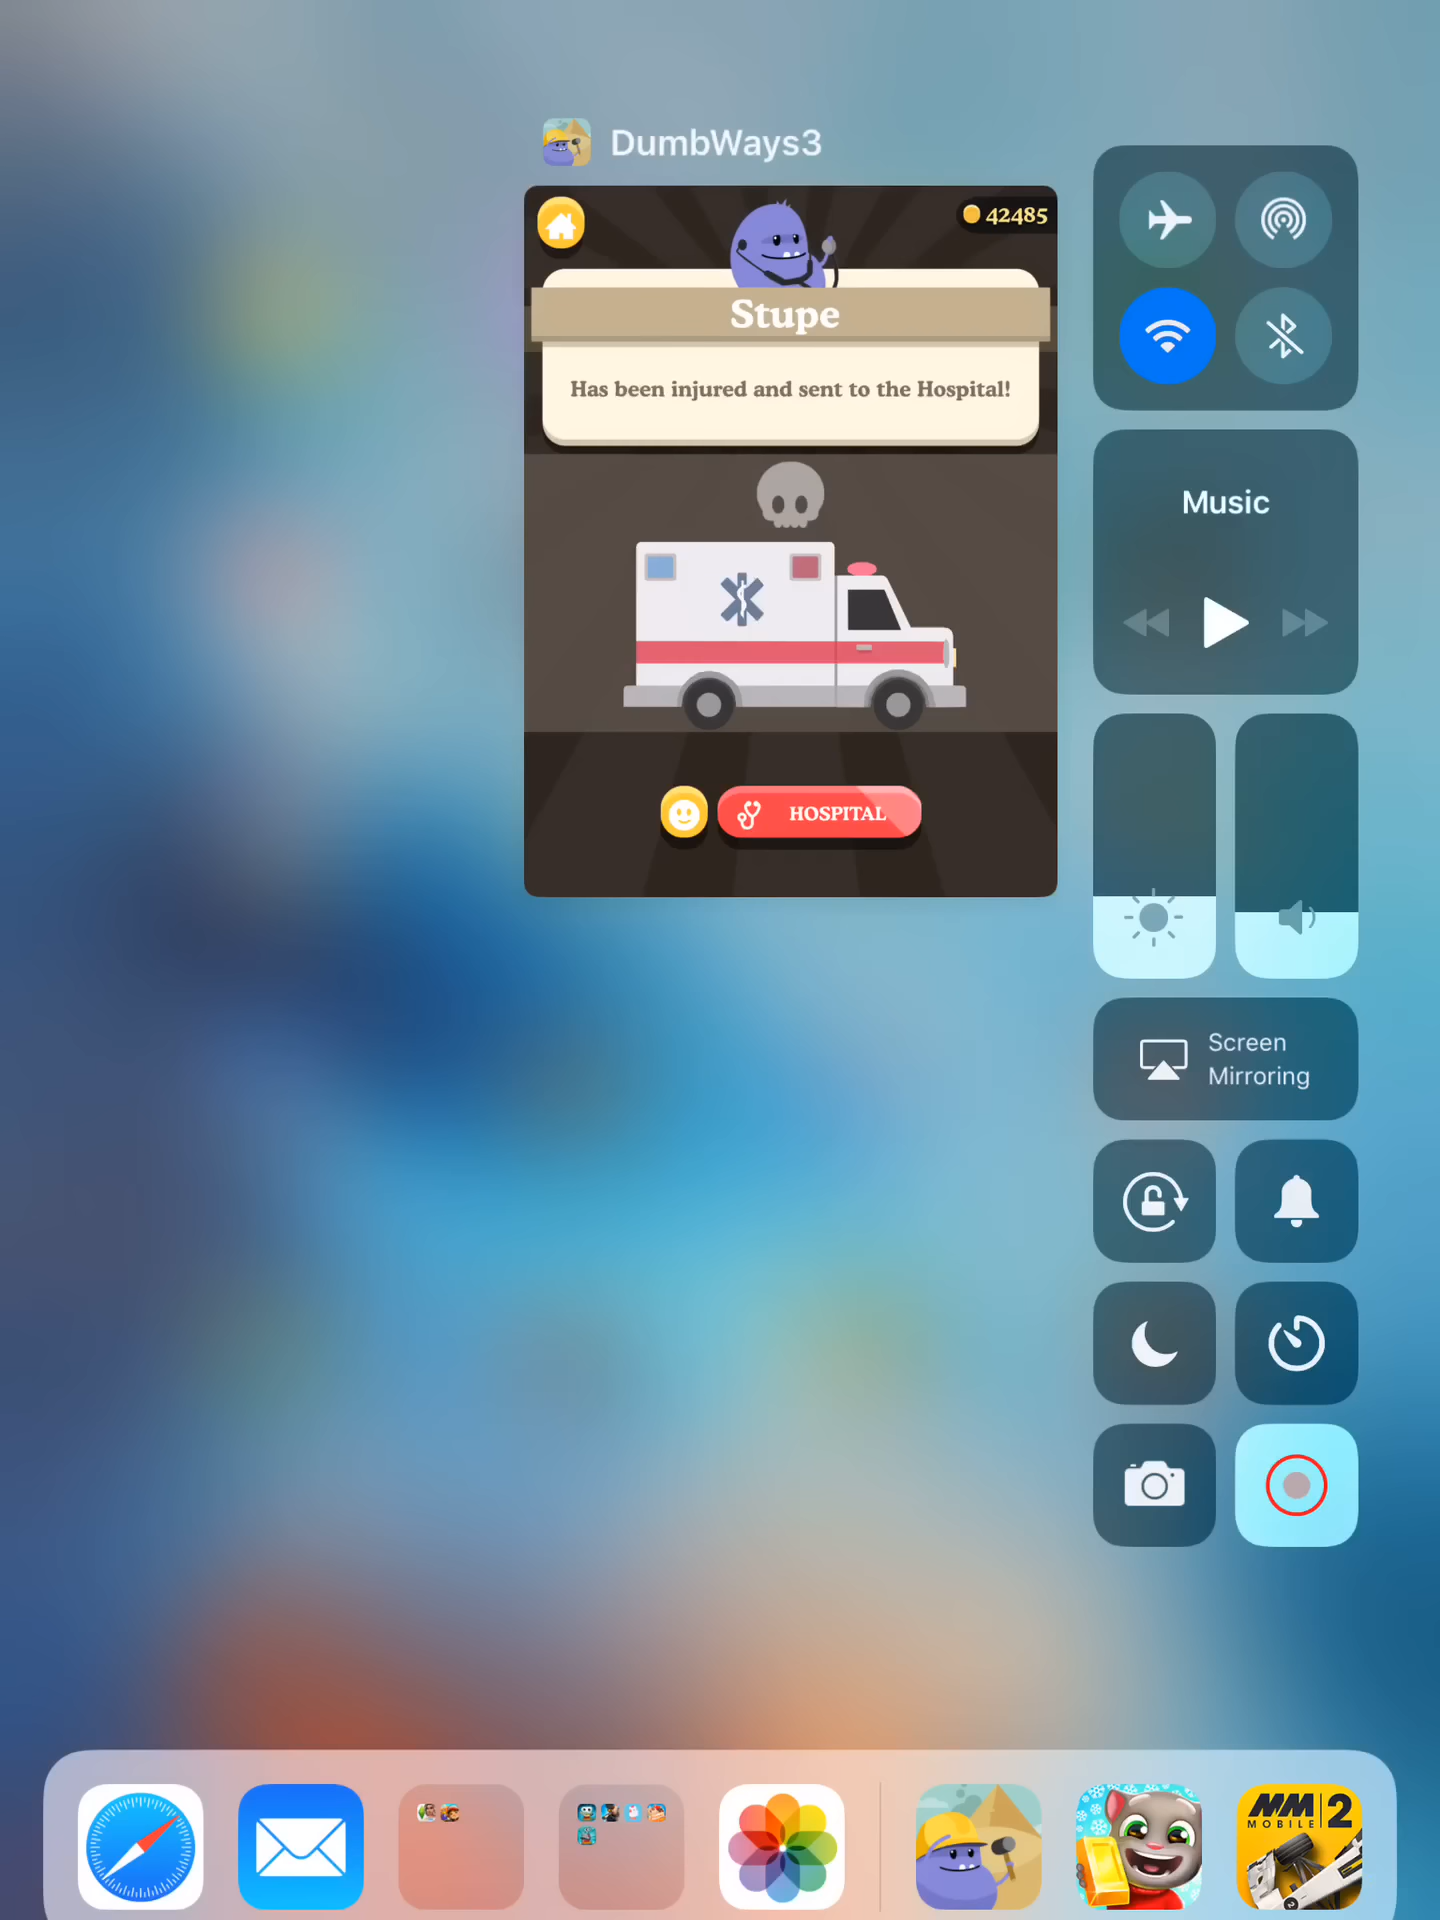 DumbWays3
42485
Stupe
Has been injured and sent to the Hospital!
HOSPITAL
Music
Screen
Mirroring
MM 2
MOBILE